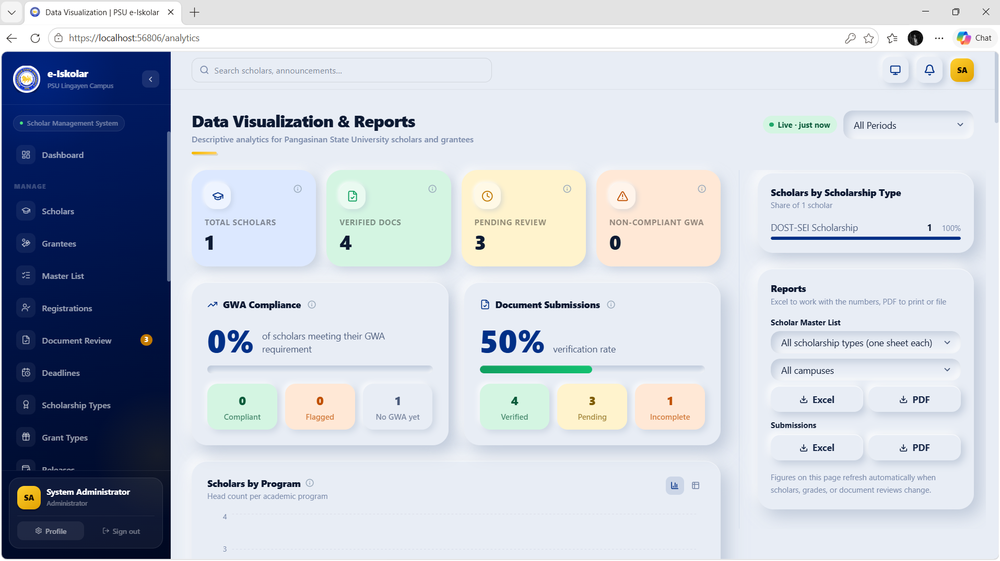 Data Visualization | PSU e-Iskolar
https://localhost:56806/analytics
Chat
e-Iskolar
PSU Lingayen Campus
Scholar Management System
Dashboard
MANAGE
Scholars
Grantees
Master List
Registrations
Document Review
3
Deadlines
Scholarship Types
Grant Types
Releases
SA
System Administrator
Administrator
Profile
Sign out
Search scholars, announcements...
SA
Data Visualization & Reports
Descriptive analytics for Pangasinan State University scholars and grantees
Live · just now
All Periods
TOTAL SCHOLARS
1
VERIFIED DOCS
4
PENDING REVIEW
3
NON-COMPLIANT GWA
0
GWA Compliance
0%
of scholars meeting their GWA
requirement
0
Compliant
0
Flagged
1
No GWA yet
Document Submissions
50%
verification rate
4
Verified
3
Pending
1
Incomplete
Scholars by Program
Head count per academic program
4
3
Scholars by Scholarship Type
Share of 1 scholar
DOST-SEI Scholarship 1 100%
Reports
Excel to work with the numbers, PDF to print or file
Scholar Master List
All scholarship types (one sheet each)
All campuses
Excel
PDF
Submissions
Excel
PDF
Figures on this page refresh automatically when
scholars, grades, or document reviews change.